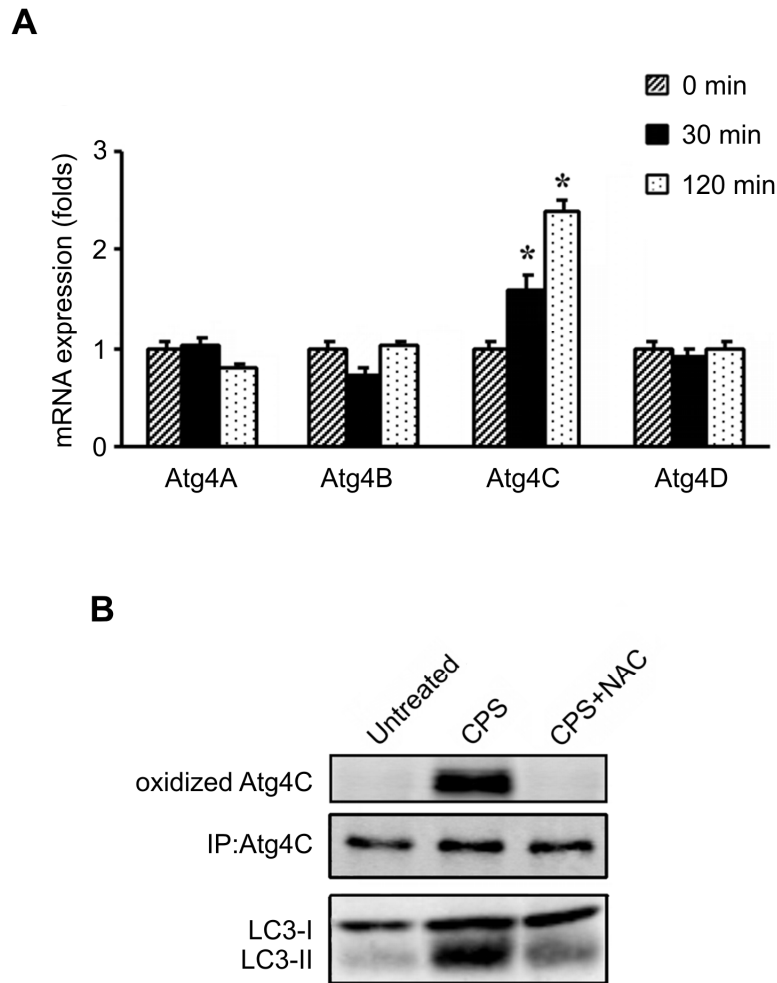 A
0 min
30 min
120 min
mRNA expression (folds)
3
2
1
0
*
*
Atg4A
Atg4B
Atg4C
Atg4D
B
Untreated
CPS
CPS+NAC
oxidized Atg4C
IP:Atg4C
LC3-I
LC3-II